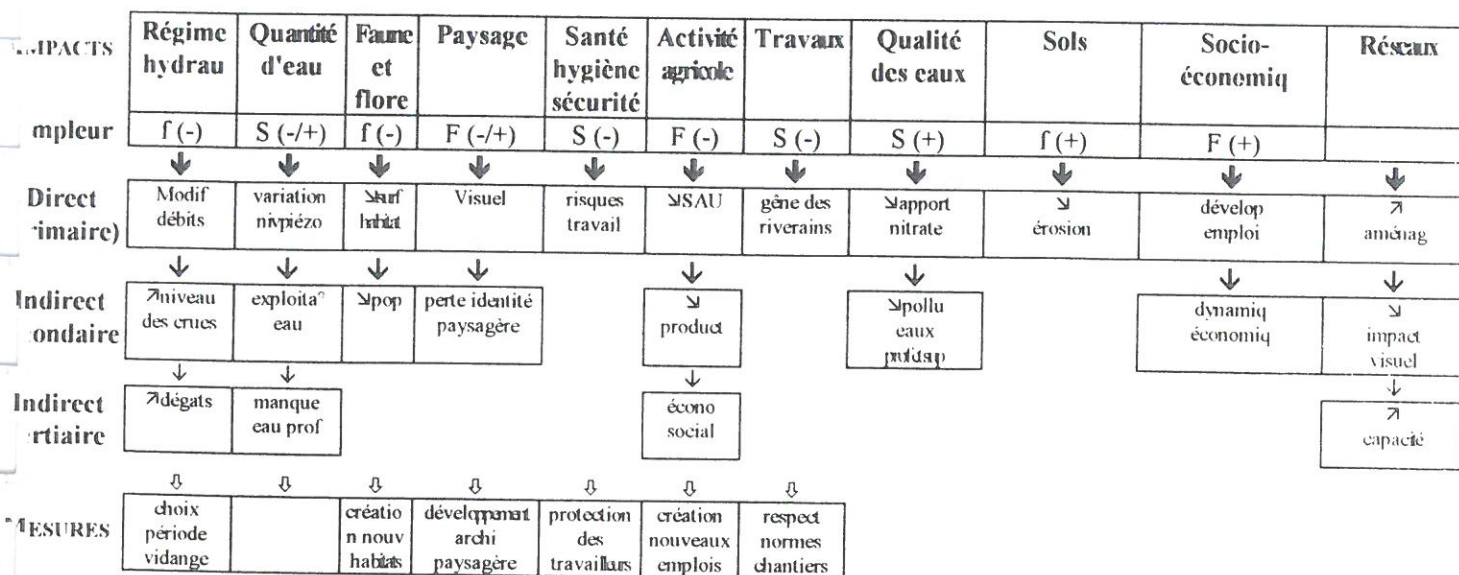 IMPACTS
Régime hydrau
Quantité d'eau
Faune et flore
Paysage
Santé hygiène sécurité
Activité agricole
Travaux
Qualité des eaux
Sols
Socio-économiq
Réseaux
mpleur
f (-)
S (-/+)
f (-)
F (-/+)
S (-)
F (-)
S (-)
S (+)
f (+)
F (+)
Direct
rimaire)
Modif débits
variation nivpiézo
↘surf habitat
Visuel
risques travail
↘SAU
gêne des riverains
↘apport nitrate
↘ érosion
dévelop emploi
↗ aménag
Indirect
ondaire
↗niveau des crues
exploita° eau
↘pop
perte identité paysagère
↘ product
↘pollu eaux
dynamiq économiq
↘ impact visuel
Indirect
rtiaire
↗dégats
manque eau prof
écono social
↗ capacité
MESURES
choix période vidange
créatio n nouv habitats
développement archi paysagère
protection des travailleurs
création nouveaux emplois
respect normes chantiers